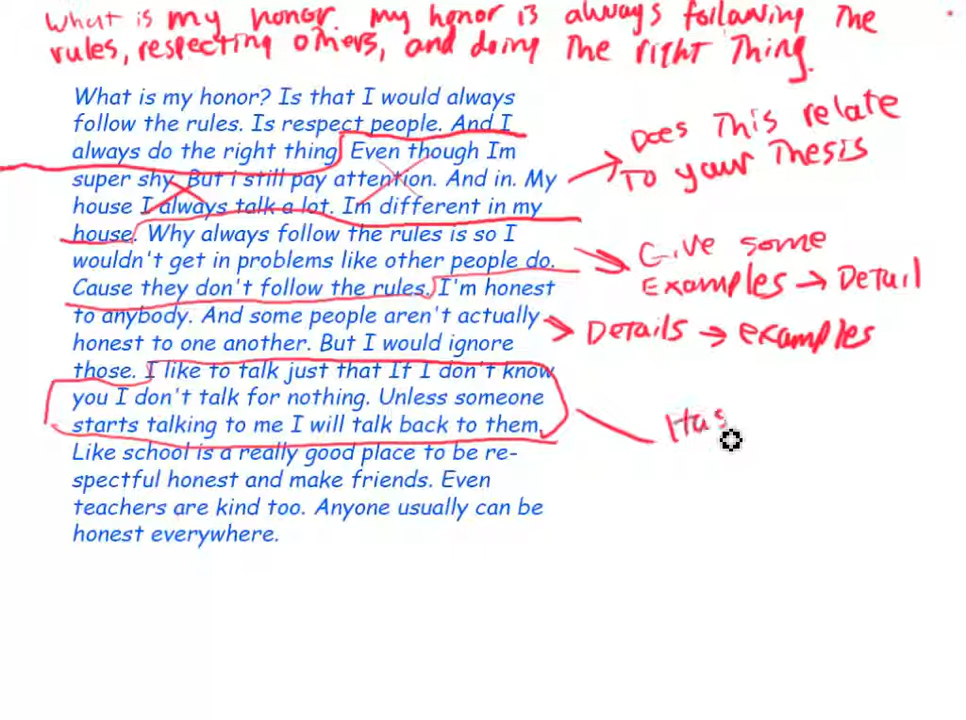 What is my honor. My honor is always following the
rules, respecting others, and doing the right thing.
What is my honor? Is that I would always
follow the rules. Is respect people. And I
always do the right thing. Even though Im
super shy. But i still pay attention. And in. My
house I always talk a lot. Im different in my
house. Why always follow the rules is so I
wouldn't get in problems like other people do.
Cause they don't follow the rules. I'm honest
to anybody. And some people aren't actually
honest to one another. But I would ignore
those. I like to talk just that If I don't know
you I don't talk for nothing. Unless someone
starts talking to me I will talk back to them.
Like school is a really good place to be re-
spectful honest and make friends. Even
teachers are kind too. Anyone usually can be
honest everywhere.
Does this relate
to your thesis
Give some
Examples → Detail
Details → examples
Has